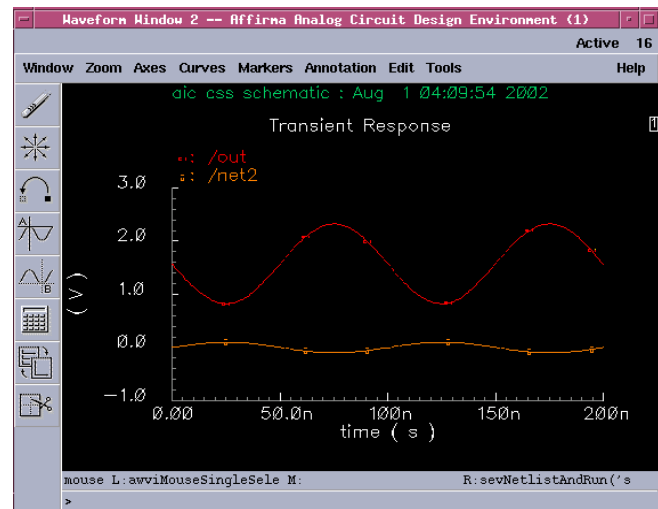 Waveform Window 2 -- Affirma Analog Circuit Design Environment (1)
Active 16
Window Zoom Axes Curves Markers Annotation Edit Tools Help
aic css schematic : Aug 1 04:09:54 2002
Transient Response
1
: /out
: /net2
3.0
2.0
1.0
0.0
-1.0
( V )
0.00 50.0n 100n 150n 200n
time ( s )
A
B
mouse L:awviMouseSingleSele M: R:sevNetlistAndRun('s
>